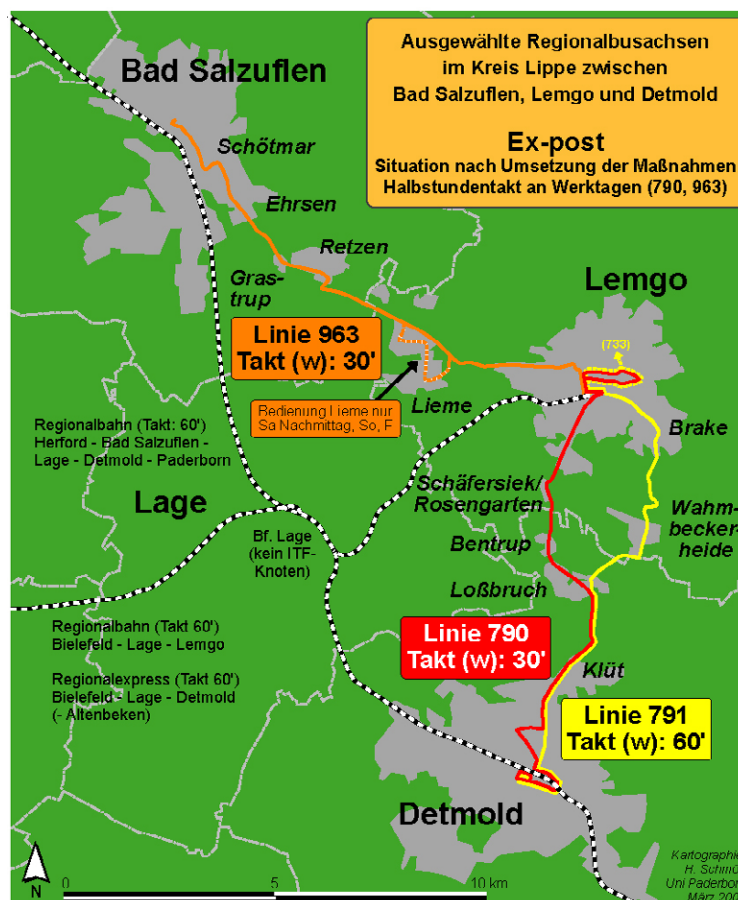 Ausgewählte Regionalbusachsen
im Kreis Lippe zwischen
Bad Salzuflen, Lemgo und Detmold
Ex-post
Situation nach Umsetzung der Maßnahmen
Halbstundentakt an Werktagen (790, 963)
Bad Salzuflen
Schötmar
Ehrsen
Retzen
Gras-
trup
Lemgo
Linie 963
Takt (w): 30'
(733)
Bedienung Lieme nur
Sa Nachmittag, So, F
Lieme
Brake
Regionalbahn (Takt: 60')
Herford - Bad Salzuflen -
Lage - Detmold - Paderborn
Lage
Schäfersiek/
Rosengarten
Wahm-
becker-
heide
Bf. Lage
(kein ITF-
Knoten)
Bentrup
Loßbruch
Regionalbahn (Takt 60')
Bielefeld - Lage - Lemgo
Linie 790
Takt (w): 30'
Regionalexpress (Takt 60')
Bielefeld - Lage - Detmold
(- Altenbeken)
Klüt
Linie 791
Takt (w): 60'
Detmold
Kartographie
H.
Uni Paderbor
März
N
0 5 10 km